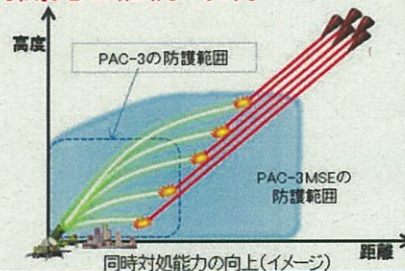 高度
PAC-3の防護範囲
PAC-3MSEの
防護範囲
距離
同時対処能力の向上(イメージ)